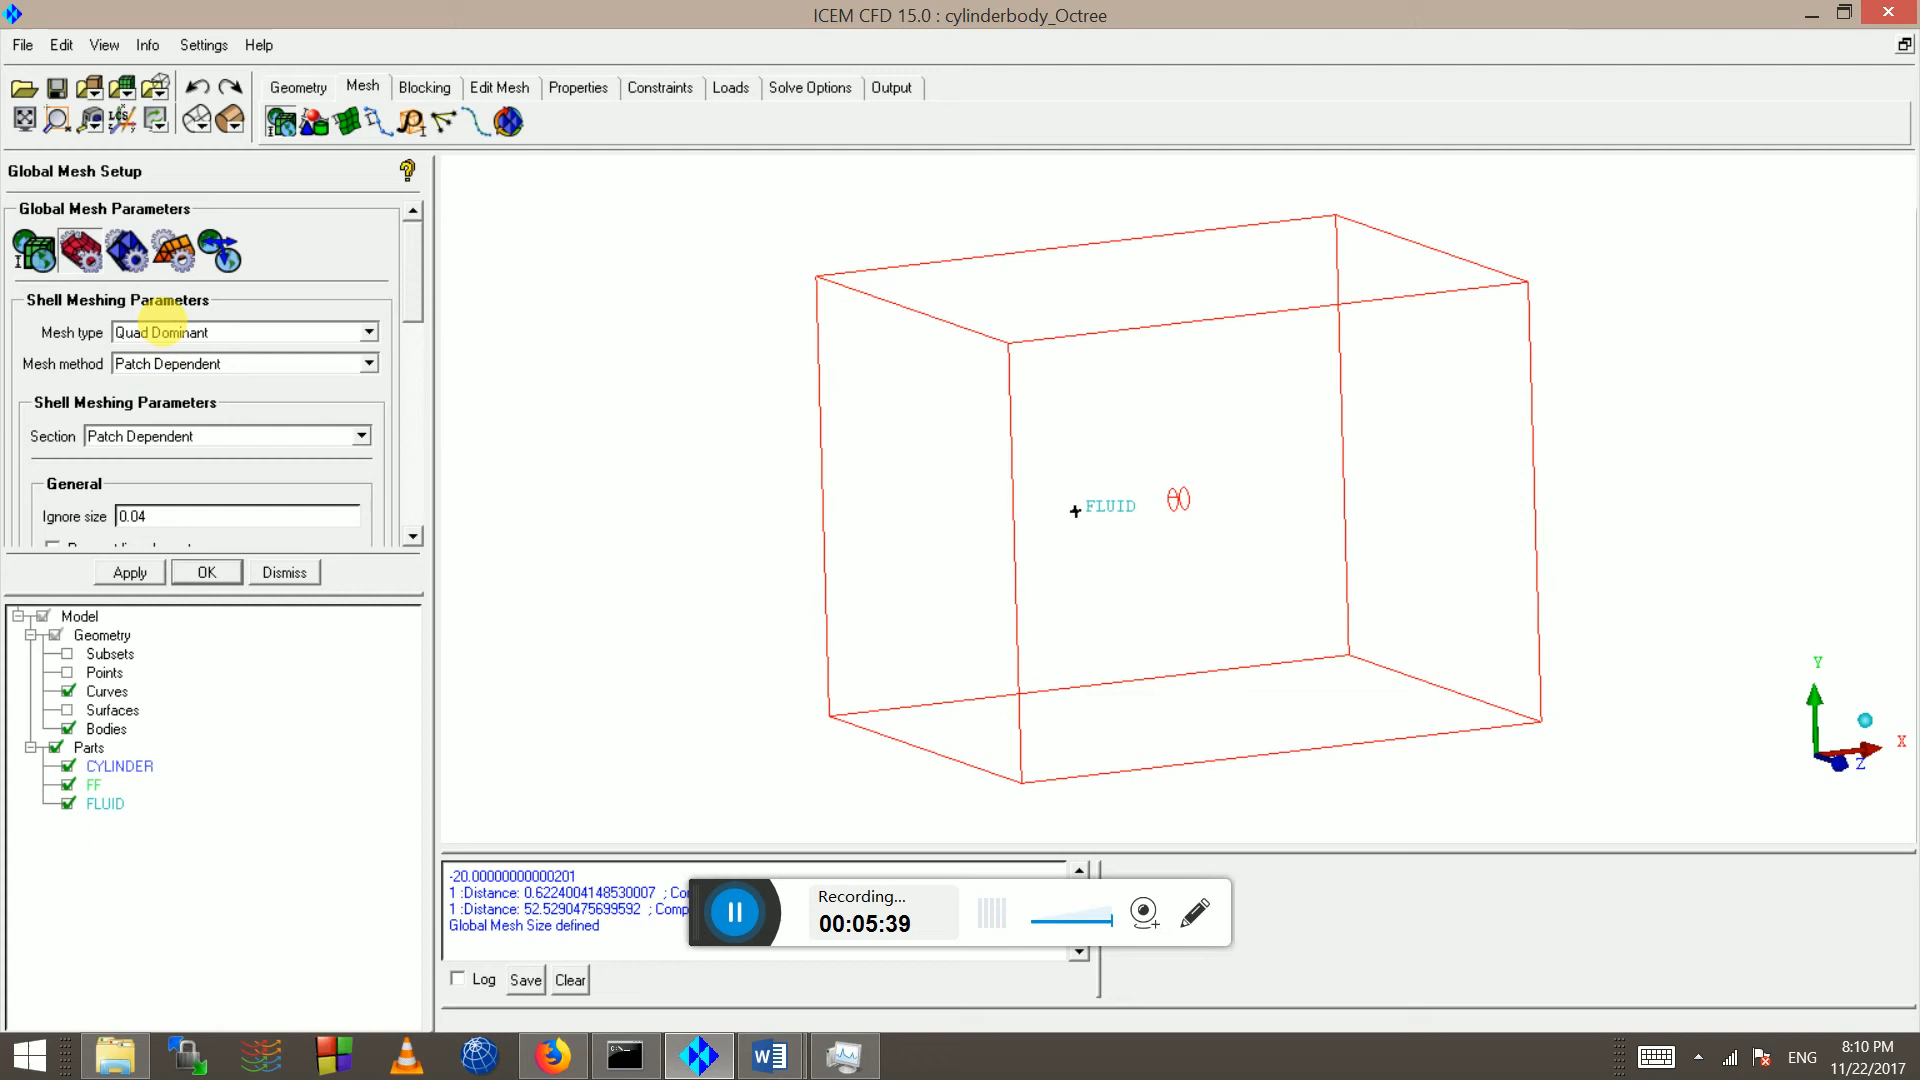 ICEM CFD 15.0 : cylinderbody_Octree
File Edit View Info Settings Help
Geometry Mesh Blocking Edit Mesh Properties Constraints Loads Solve Options Output
LCS
Global Mesh Setup
Global Mesh Parameters
Shell Meshing Parameters
Mesh type Quad Dominant
Mesh method Patch Dependent
Shell Meshing Parameters
Section Patch Dependent
General
Ignore size 0.04
Apply OK Dismiss
Model
Geometry
Subsets
Points
Curves
Surfaces
Bodies
Parts
CYLINDER
FF
FLUID
FLUID
Y
X
Z
-20.00000000000201
1 :Distance: 0.6224004148530007 ; Co
1 :Distance: 52.5290475699592 ; Comp
Global Mesh Size defined
Recording...
00:05:39
Log Save Clear
ENG
8:10 PM
11/22/2017